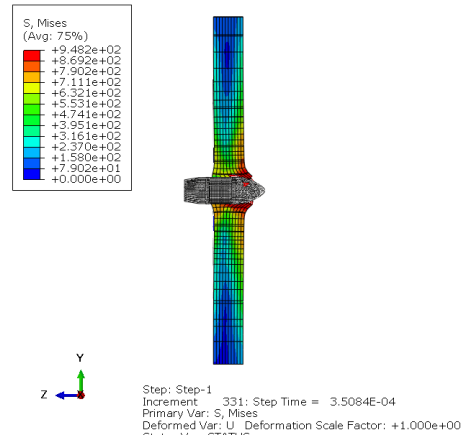 S, Mises
(Avg: 75%)
+9.482e+02
+8.692e+02
+7.902e+02
+7.111e+02
+6.321e+02
+5.531e+02
+4.741e+02
+3.951e+02
+3.161e+02
+2.370e+02
+1.580e+02
+7.902e+01
+0.000e+00
Y
Z
Step: Step-1
Increment 331: Step Time = 3.5084E-04
Primary Var: S, Mises
Deformed Var: U Deformation Scale Factor: +1.000e+00